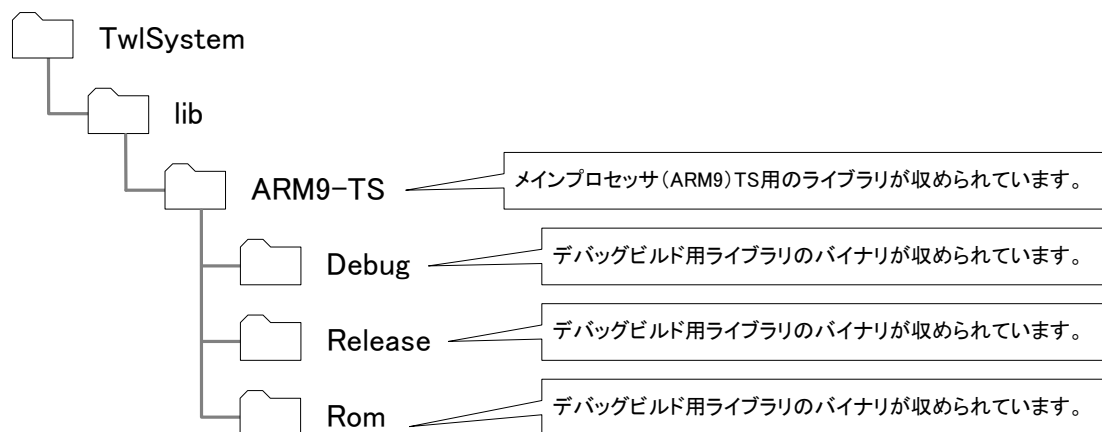 TwlSystem
lib
ARM9-TS
メインプロセッサ（ARM9）TS用のライブラリが収められています。
Debug
デバッグビルド用ライブラリのバイナリが収められています。
Release
デバッグビルド用ライブラリのバイナリが収められています。
Rom
デバッグビルド用ライブラリのバイナリが収められています。